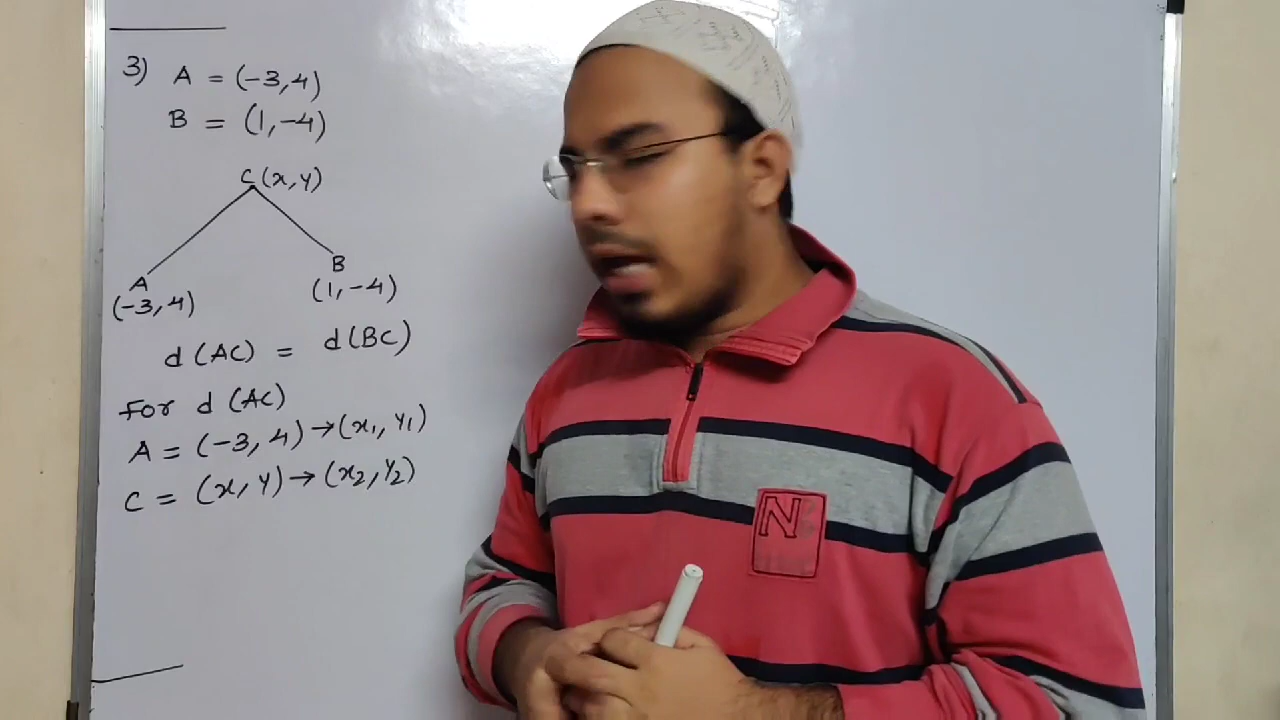 3) A = (-3,4)
B = (1,-4)
C(x,y)
A
(-3,4)
B
(1,-4)
d(AC) = d(BC)
For d(AC)
A = (-3,4)→(x₁,y₁)
C = (x,y)→(x₂,y₂)
N